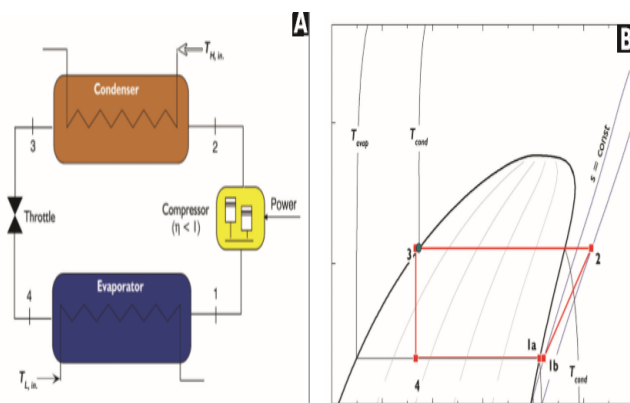 A
T_H, in.
Condenser
3
2
Throttle
Compressor
(η < 1)
Power
4
Evaporator
1
T_L, in.
B
T_evap
T_cond
s = const
3
2
1a
1b
4
T_cond